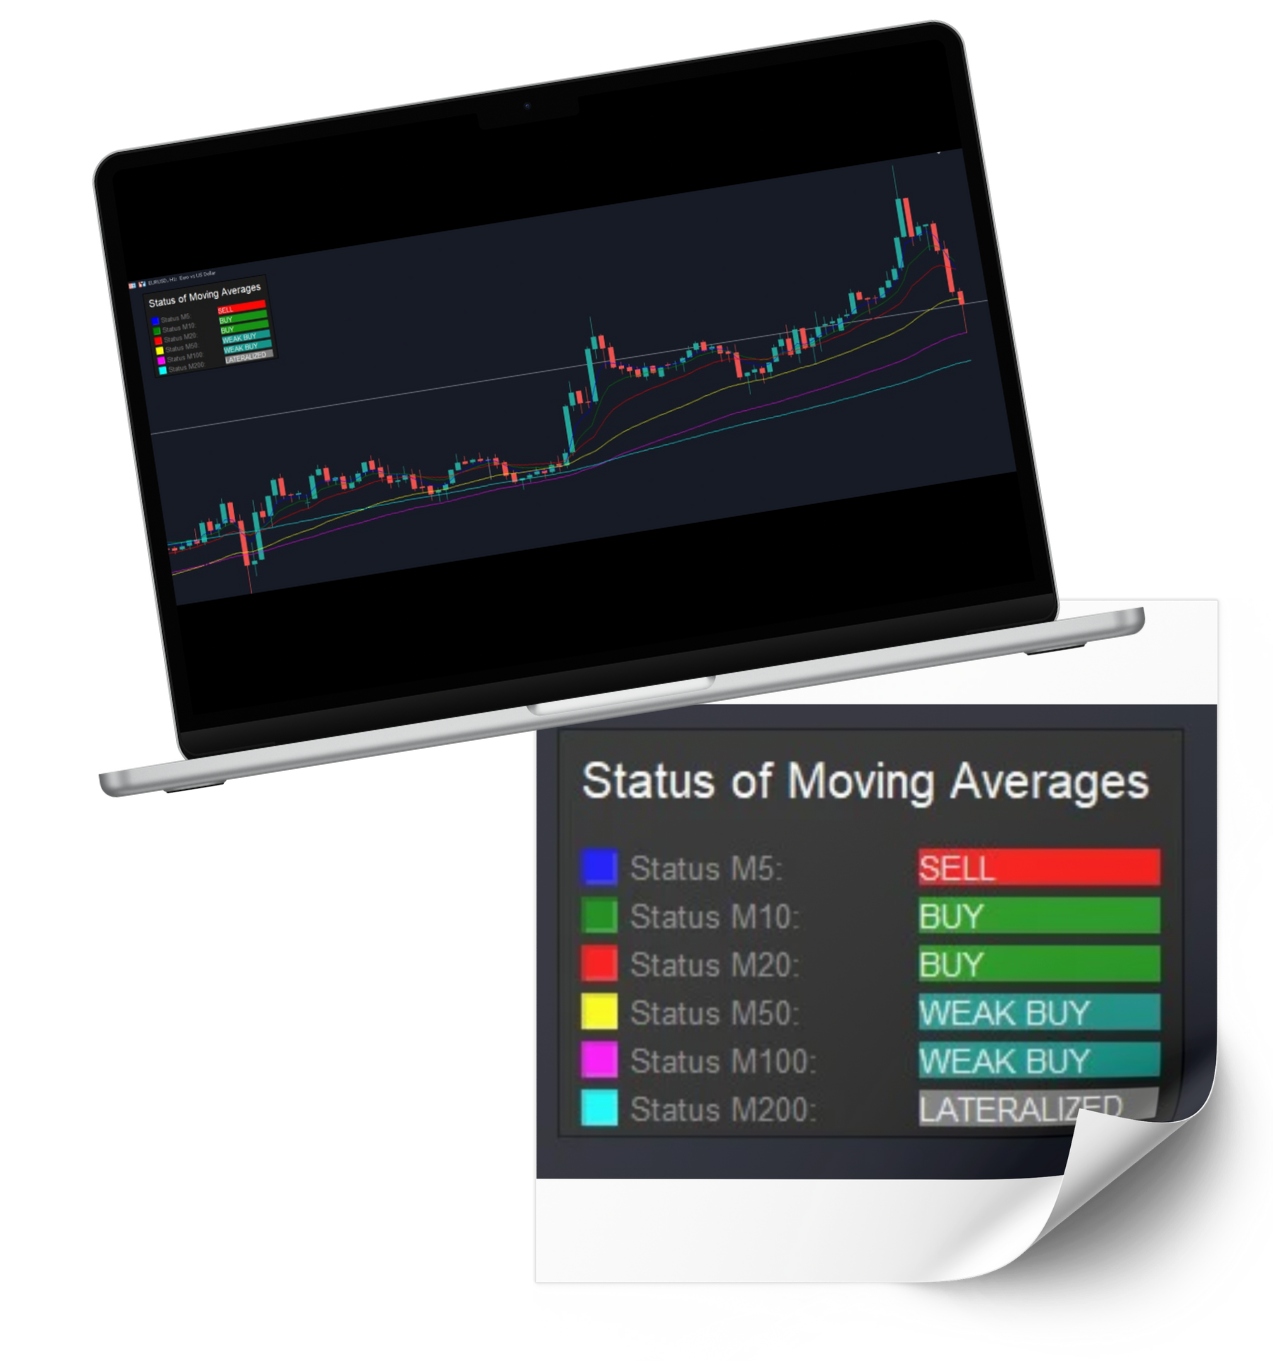 EURUSD, H1: Euro vs US Dollar
Status of Moving Averages
Status M5: SELL
Status M10: BUY
Status M20: BUY
Status M50: WEAK BUY
Status M100: WEAK BUY
Status M200: LATERALIZED
Status of Moving Averages
Status M5: SELL
Status M10: BUY
Status M20: BUY
Status M50: WEAK BUY
Status M100: WEAK BUY
Status M200: LATERALIZED